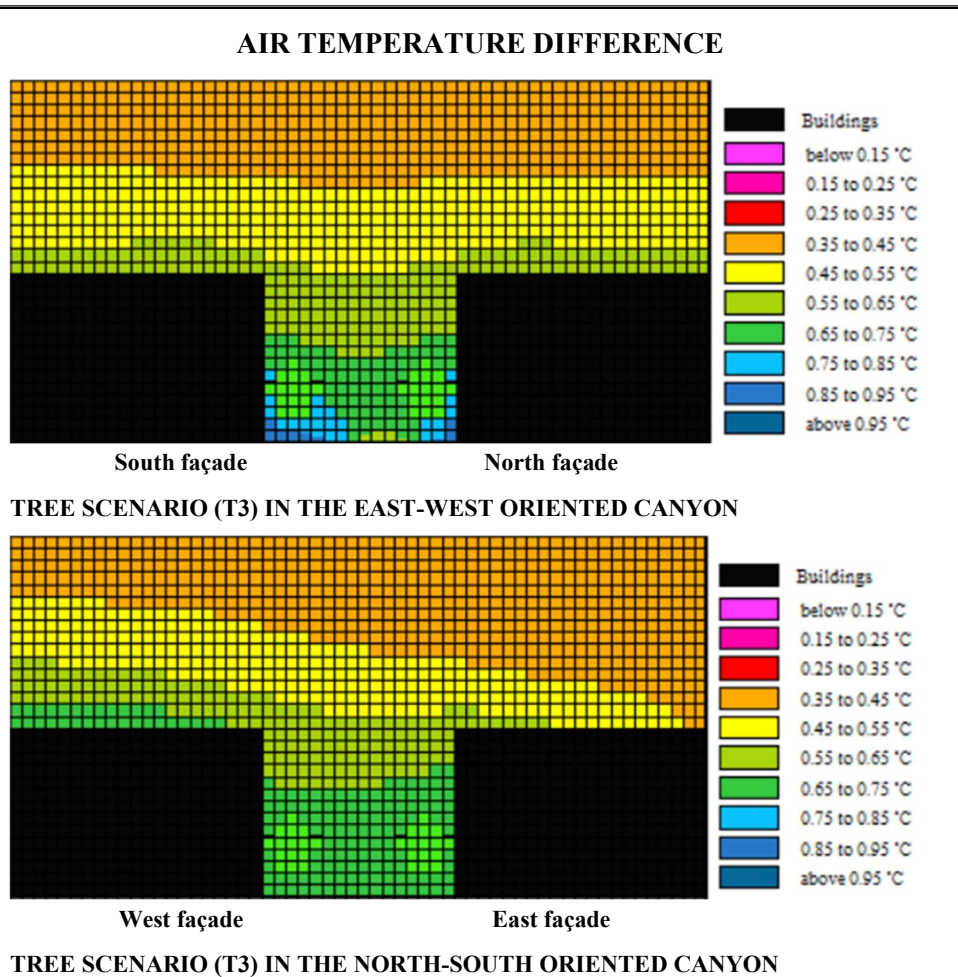 AIR TEMPERATURE DIFFERENCE
Buildings
below 0.15 °C
0.15 to 0.25 °C
0.25 to 0.35 °C
0.35 to 0.45 °C
0.45 to 0.55 °C
0.55 to 0.65 °C
0.65 to 0.75 °C
0.75 to 0.85 °C
0.85 to 0.95 °C
above 0.95 °C
South façade North façade
TREE SCENARIO (T3) IN THE EAST-WEST ORIENTED CANYON
Buildings
below 0.15 °C
0.15 to 0.25 °C
0.25 to 0.35 °C
0.35 to 0.45 °C
0.45 to 0.55 °C
0.55 to 0.65 °C
0.65 to 0.75 °C
0.75 to 0.85 °C
0.85 to 0.95 °C
above 0.95 °C
West façade East façade
TREE SCENARIO (T3) IN THE NORTH-SOUTH ORIENTED CANYON